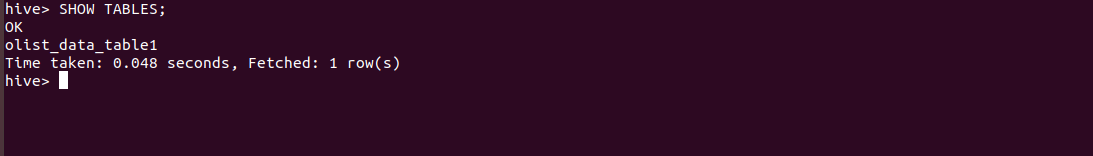 hive> SHOW TABLES;
OK
olist_data_table1
Time taken: 0.048 seconds, Fetched: 1 row(s)
hive>